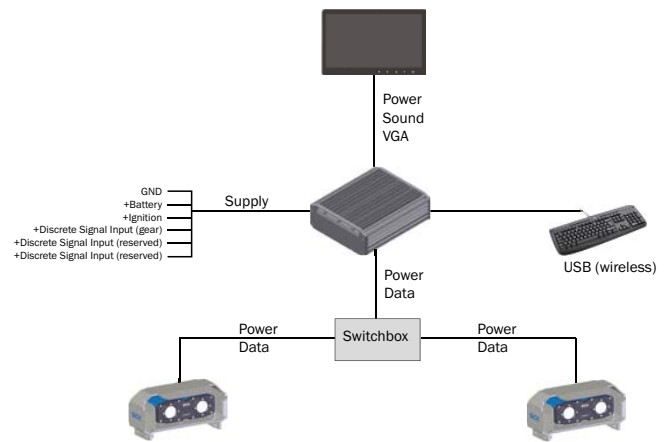 Power
Sound
VGA
GND
+Battery
+Ignition
+Discrete Signal Input (gear)
+Discrete Signal Input (reserved)
+Discrete Signal Input (reserved)
Supply
USB (wireless)
Power
Data
Switchbox
Power
Data
Power
Data